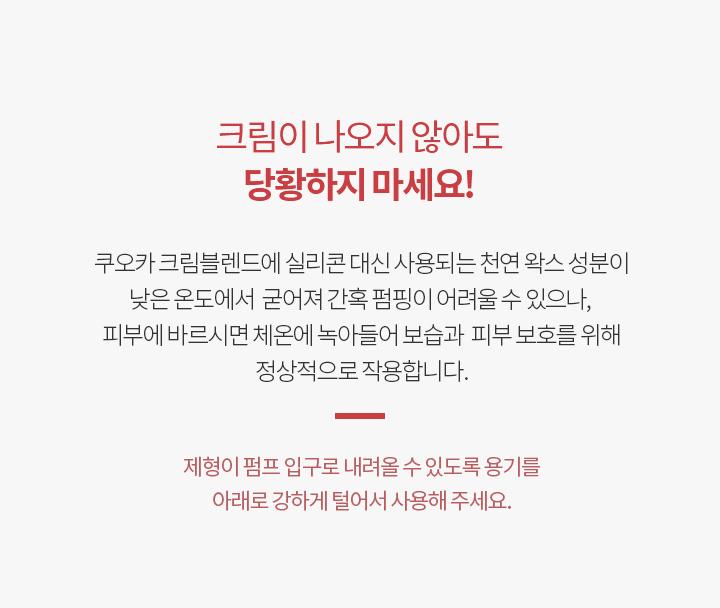 크림이 나오지 않아도
당황하지 마세요!
쿠오카 크림블렌드에 실리콘 대신 사용되는 천연 왁스 성분이
낮은 온도에서 굳어져 간혹 펌핑이 어려울 수 있으나,
피부에 바르시면 체온에 녹아들어 보습과 피부 보호를 위해
정상적으로 작용합니다.
제형이 펌프 입구로 내려올 수 있도록 용기를
아래로 강하게 털어서 사용해 주세요.